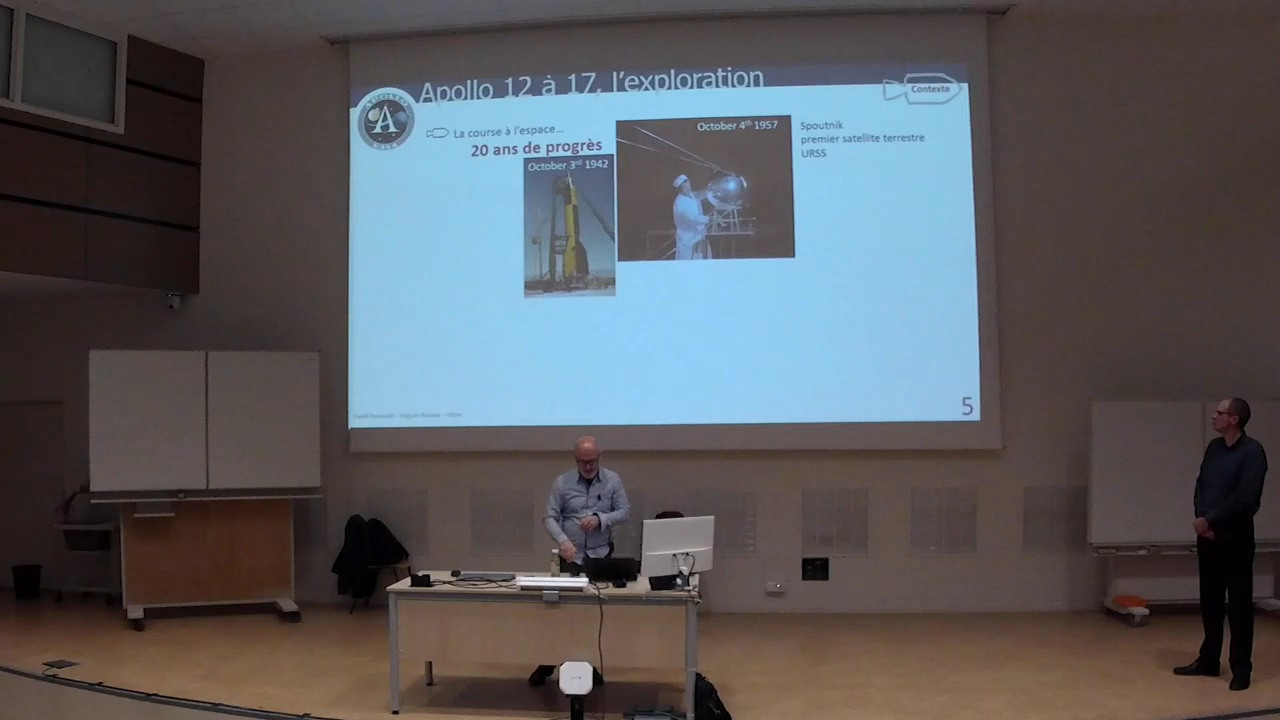 Apollo 12 à 17, l'exploration
Contexte
La course à l'espace...
20 ans de progrès
October 3rd 1942
October 4th 1957
Spoutnik
premier satellite terrestre
URSS
A
5